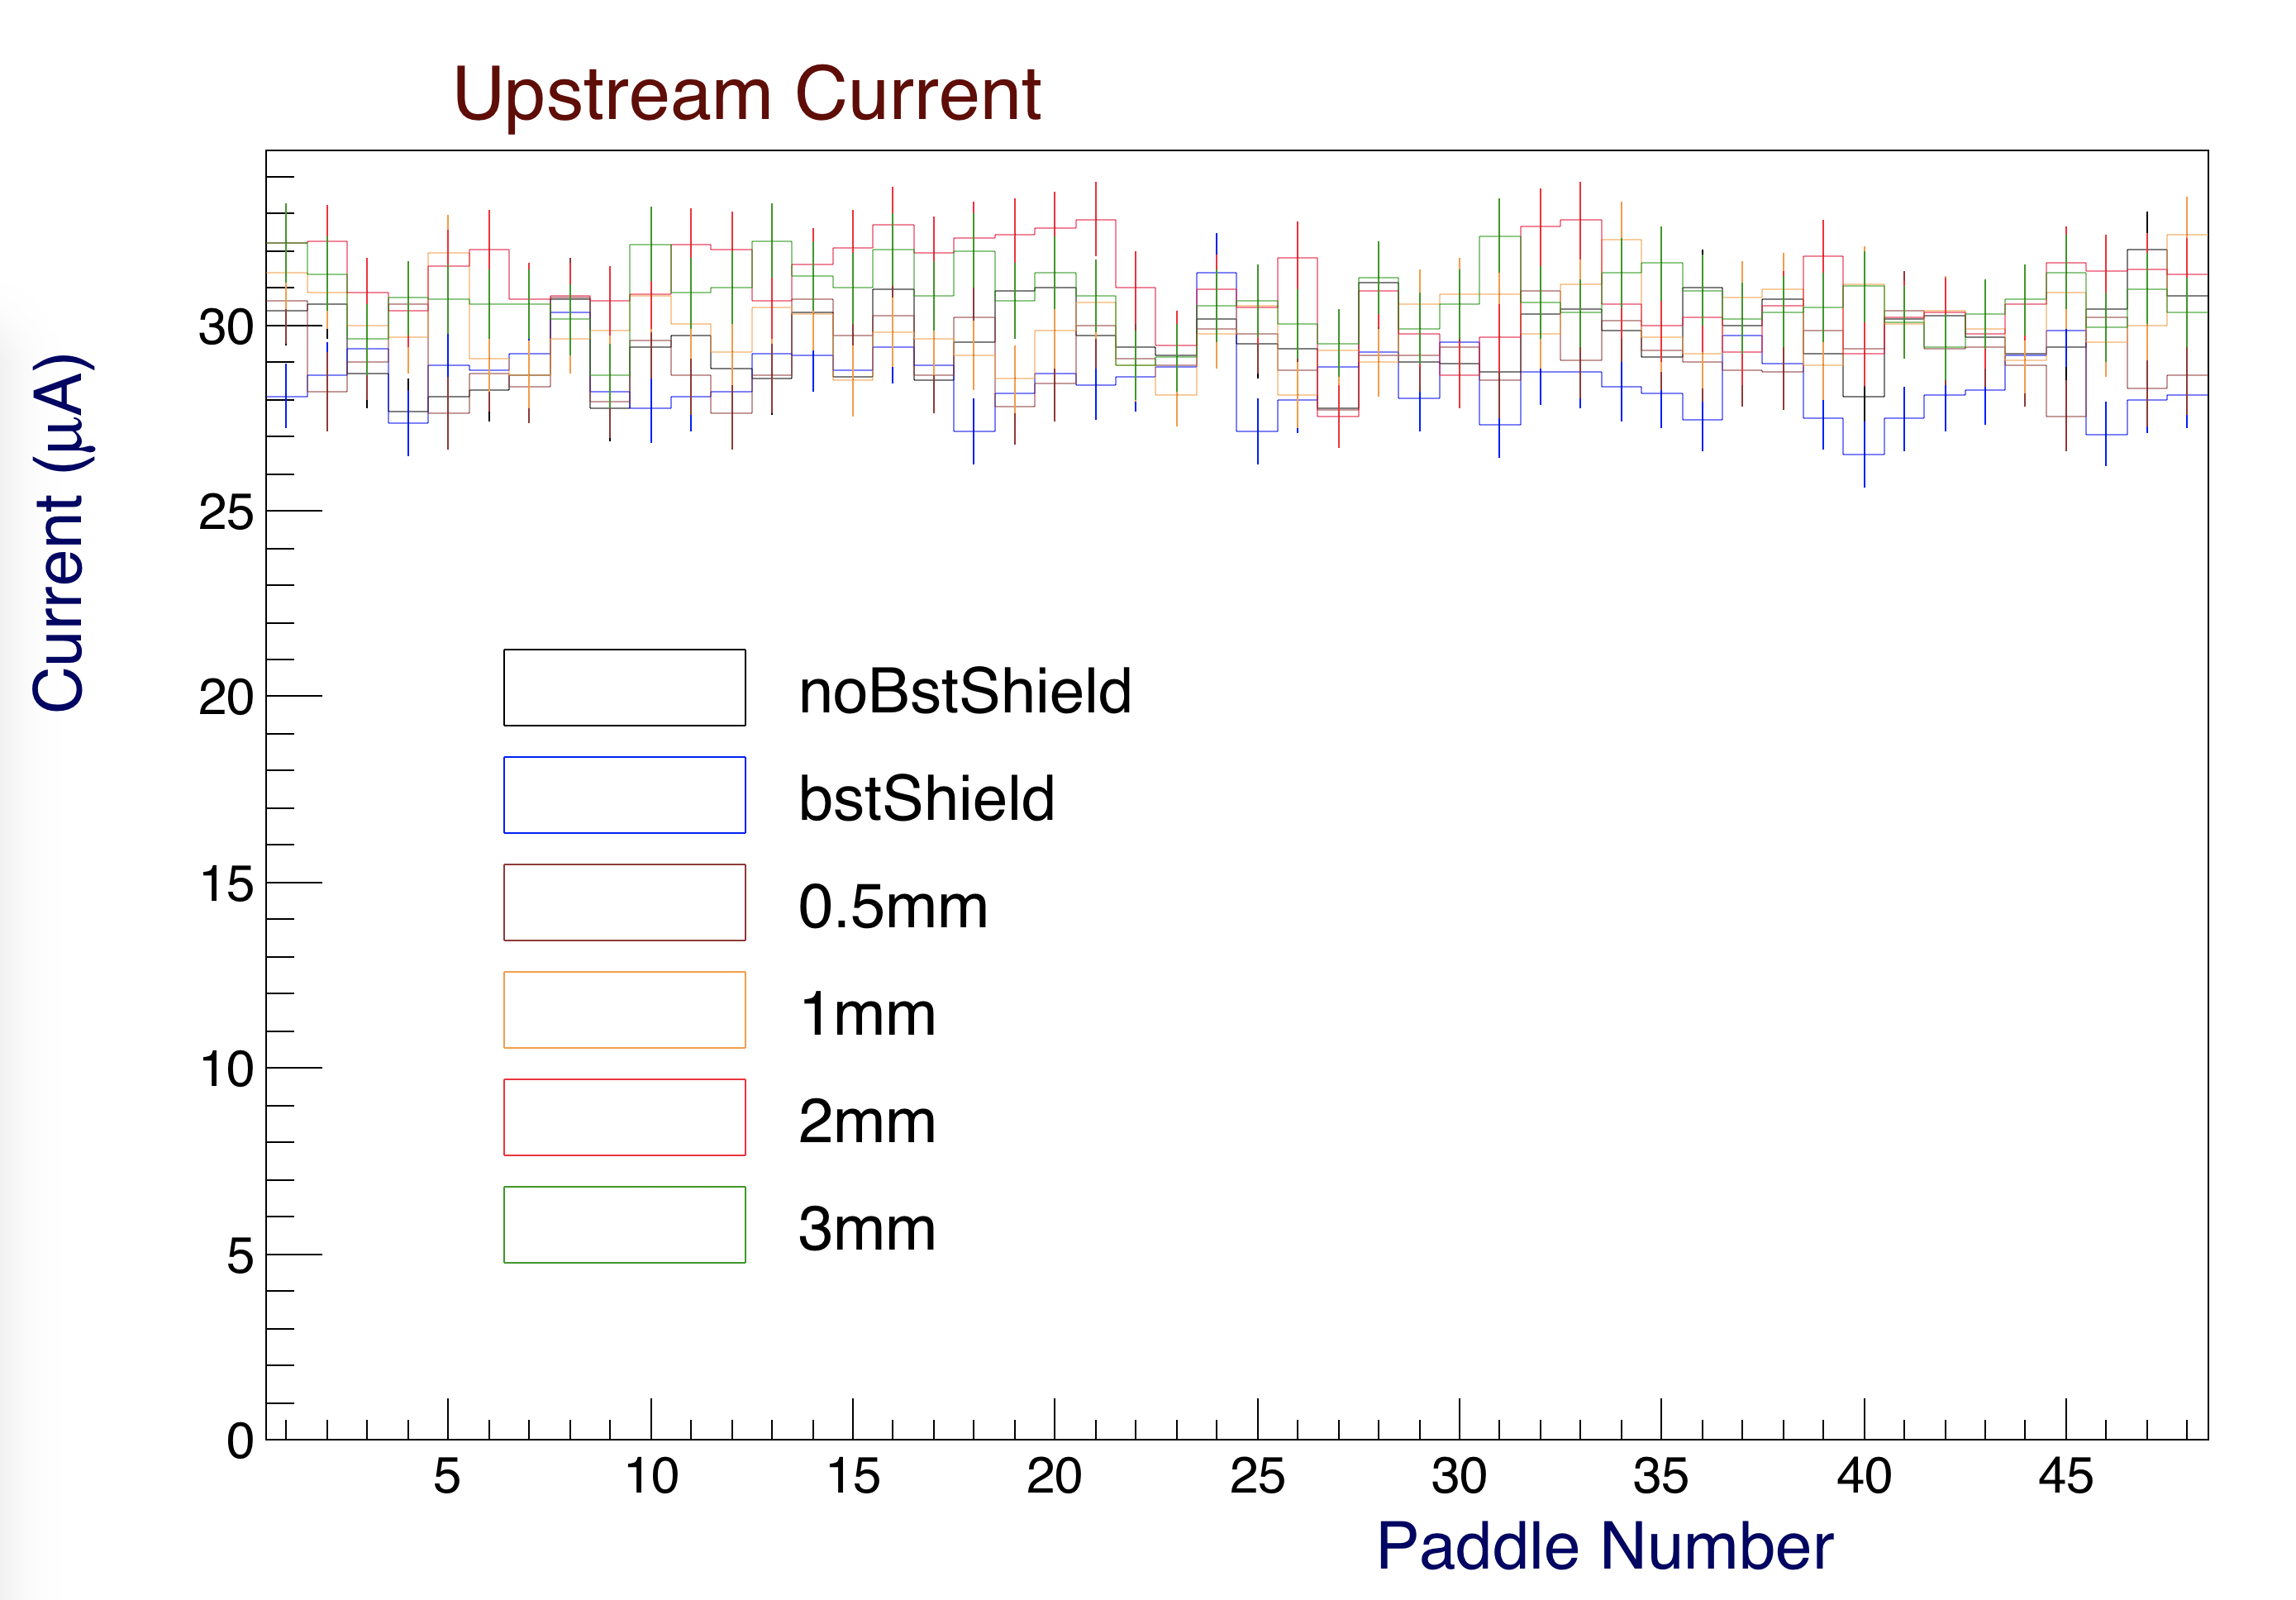 Upstream Current
Current (μA)
30
25
20
15
10
5
0
noBstShield
bstShield
0.5mm
1mm
2mm
3mm
5 10 15 20 25 30 35 40 45
Paddle Number